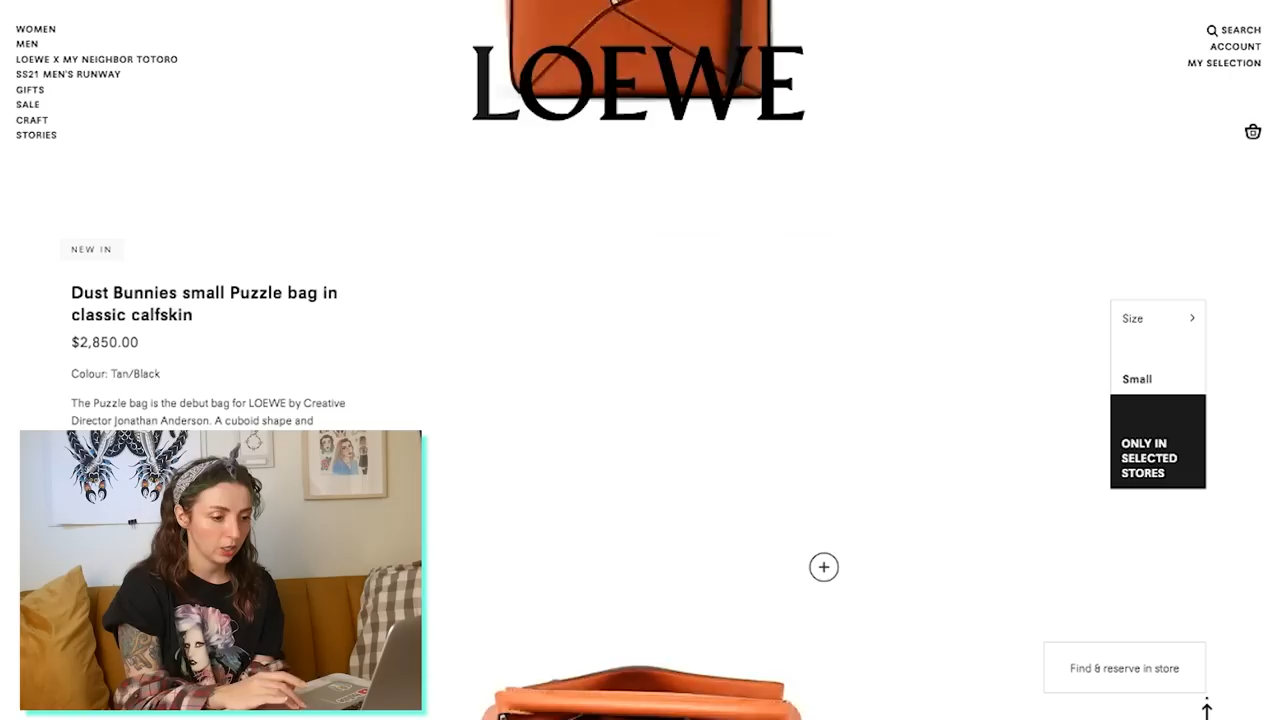 WOMEN
MEN
LOEWE X MY NEIGHBOR TOTORO
SS21 MEN'S RUNWAY
GIFTS
SALE
CRAFT
STORIES
LOEWE
SEARCH
ACCOUNT
MY SELECTION
NEW IN
Dust Bunnies small Puzzle bag in
classic calfskin
$2,850.00
Colour: Tan/Black
The Puzzle bag is the debut bag for LOEWE by Creative
Director Jonathan Anderson. A cuboid shape and
Size
Small
ONLY IN
SELECTED
STORES
Find & reserve in store